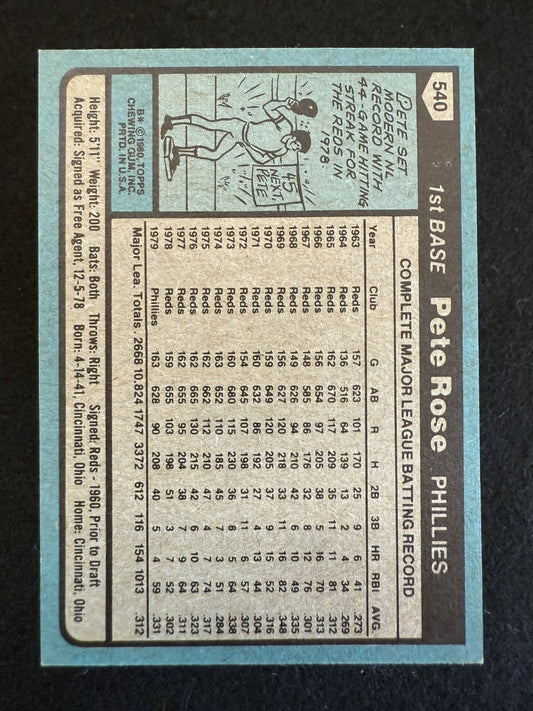 540
1st BASE Pete Rose PHILLIES
PETE SET
MODERN NL
RECORD WITH
44 GAME HITTING
STREAK FOR
THE REDS IN
1978.
45
NEXT,
PETE
B* © 1980, TOPPS
CHEWING GUM, INC.
PRTD. IN U.S.A.
COMPLETE MAJOR LEAGUE BATTING RECORD
Year Club G AB R H 2B 3B HR RBI AVG.
1963 Reds 157 623 101 170 25 9 6 41 .273
1964 Reds 136 516 64 139 13 2 4 34 .269
1965 Reds 162 670 117 209 35 11 11 81 .312
1966 Reds 156 654 97 205 38 5 16 70 .313
1967 Reds 148 585 86 176 32 8 12 76 .301
1968 Reds 149 626 94 210 42 6 10 49 .335
1969 Reds 156 627 120 218 33 11 16 82 .348
1970 Reds 159 649 120 205 37 9 15 52 .316
1971 Reds 160 632 86 192 27 4 13 44 .304
1972 Reds 154 645 107 198 31 11 6 57 .307
1973 Reds 160 680 115 230 36 8 5 64 .338
1974 Reds 163 652 110 185 45 7 3 51 .284
1975 Reds 162 662 112 210 47 4 7 74 .317
1976 Reds 162 665 130 215 42 6 10 63 .323
1977 Reds 162 655 95 204 38 7 9 64 .311
1978 Reds 159 655 103 198 51 3 7 52 .302
1979 Phillies 163 628 90 208 40 5 4 59 .331
Major Lea. Totals. 2668 10,824 1747 3372 612 116 154 1013 .312
Height: 5'11" Weight: 200 Bats: Both Throws: Right Signed: Reds - 1960, Prior to Draft
Acquired: Signed as Free Agent, 12-5-78 Born: 4-14-41, Cincinnati, Ohio Home: Cincinnati, Ohio